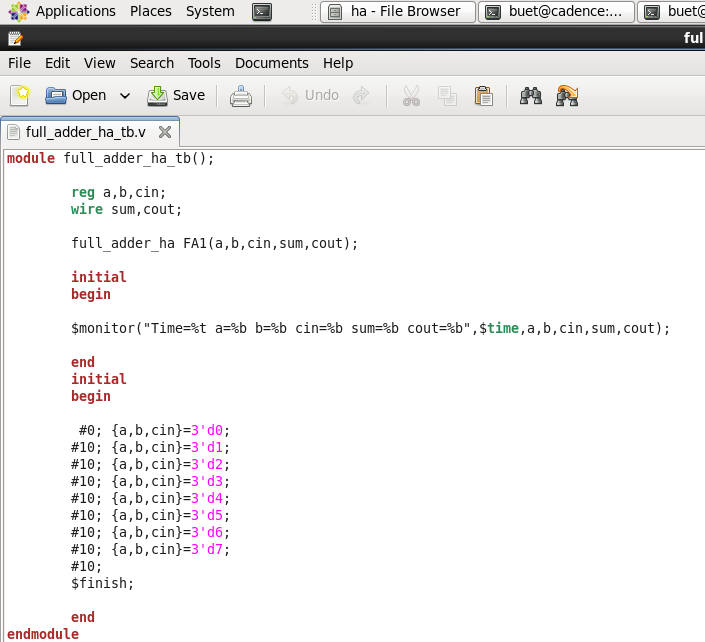 Applications Places System ha - File Browser buet@cadence:... buet@
ful
File Edit View Search Tools Documents Help
Open Save Undo
full_adder_ha_tb.v
module full_adder_ha_tb();
reg a,b,cin;
wire sum,cout;
full_adder_ha FA1(a,b,cin,sum,cout);
initial
begin
$monitor("Time=%t a=%b b=%b cin=%b sum=%b cout=%b",$time,a,b,cin,sum,cout);
end
initial
begin
#0; {a,b,cin}=3'd0;
#10; {a,b,cin}=3'd1;
#10; {a,b,cin}=3'd2;
#10; {a,b,cin}=3'd3;
#10; {a,b,cin}=3'd4;
#10; {a,b,cin}=3'd5;
#10; {a,b,cin}=3'd6;
#10; {a,b,cin}=3'd7;
#10;
$finish;
end
endmodule